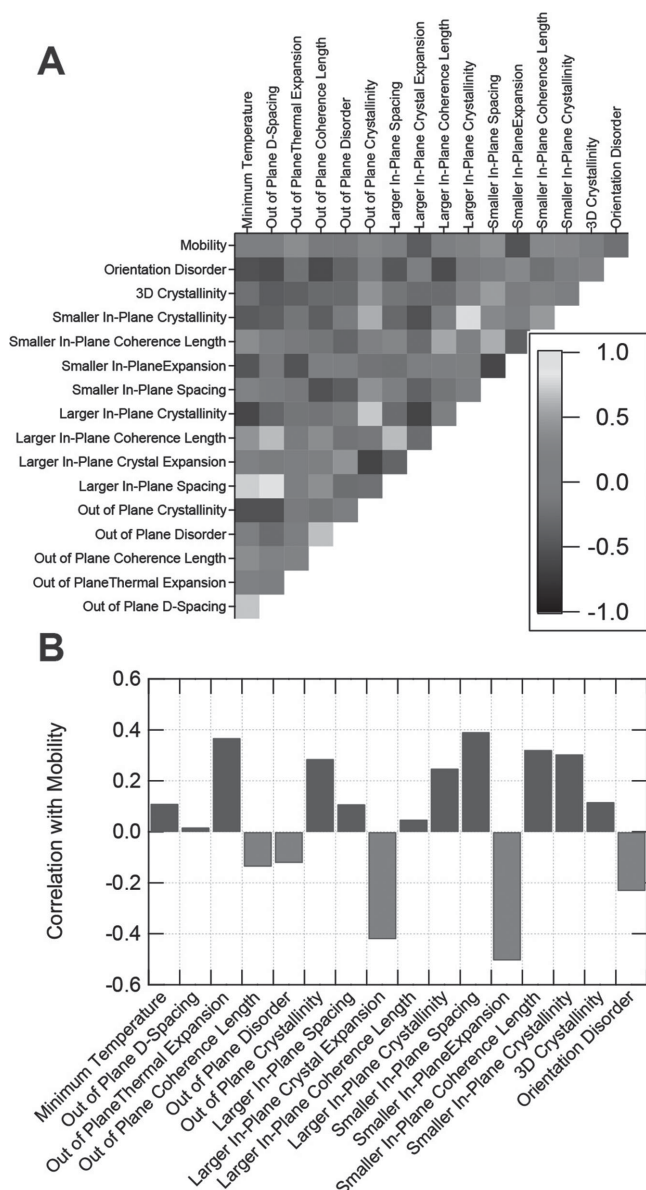 A
Minimum Temperature
Out of Plane D-Spacing
Out of PlaneThermal Expansion
Out of Plane Coherence Length
Out of Plane Disorder
Out of Plane Crystallinity
Larger In-Plane Spacing
Larger In-Plane Crystal Expansion
Larger In-Plane Coherence Length
Larger In-Plane Crystallinity
Smaller In-Plane Spacing
Smaller In-PlaneExpansion
Smaller In-Plane Coherence Length
Smaller In-Plane Crystallinity
3D Crystallinity
Orientation Disorder
Mobility
Orientation Disorder
3D Crystallinity
Smaller In-Plane Crystallinity
Smaller In-Plane Coherence Length
Smaller In-PlaneExpansion
Smaller In-Plane Spacing
Larger In-Plane Crystallinity
Larger In-Plane Coherence Length
Larger In-Plane Crystal Expansion
Larger In-Plane Spacing
Out of Plane Crystallinity
Out of Plane Disorder
Out of Plane Coherence Length
Out of PlaneThermal Expansion
Out of Plane D-Spacing
1.0
0.5
0.0
-0.5
-1.0
B
Correlation with Mobility
0.6
0.4
0.2
0.0
-0.2
-0.4
-0.6
Minimum Temperature
Out of Plane D-Spacing
Out of PlaneThermal Expansion
Out of Plane Coherence Length
Out of Plane Disorder
Out of Plane Crystallinity
Larger In-Plane Spacing
Larger In-Plane Crystal Expansion
Larger In-Plane Coherence Length
Larger In-Plane Crystallinity
Smaller In-Plane Spacing
Smaller In-PlaneExpansion
Smaller In-Plane Coherence Length
Smaller In-Plane Crystallinity
3D Crystallinity
Orientation Disorder